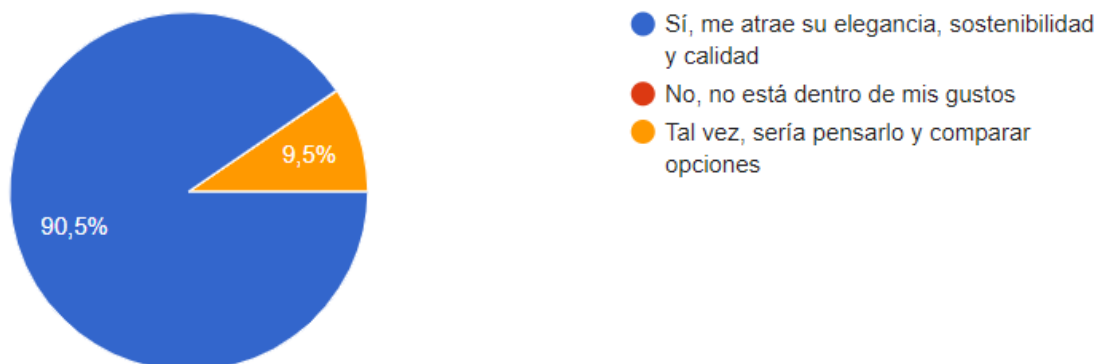 Sí, me atrae su elegancia, sostenibilidad
y calidad
No, no está dentro de mis gustos
Tal vez, sería pensarlo y comparar
opciones
9,5%
90,5%